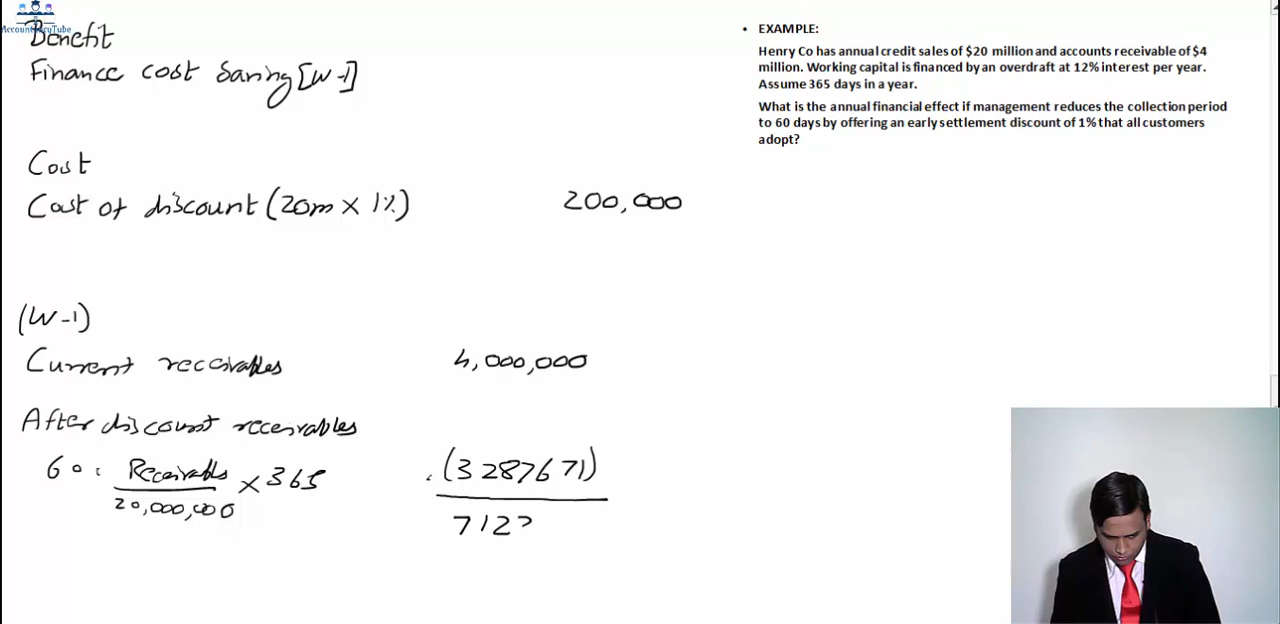 Benefit
Finance cost saving [W-1]
Cost
Cost of discount (20m × 1%) 200,000
(W-1)
Current receivables 4,000,000
After discount receivables
60 : Receivables × 365 (3287671)
20,000,000
712
• EXAMPLE:
Henry Co has annual credit sales of $20 million and accounts receivable of $4
million. Working capital is financed by an overdraft at 12% interest per year.
Assume 365 days in a year.
What is the annual financial effect if management reduces the collection period
to 60 days by offering an early settlement discount of 1% that all customers
adopt?